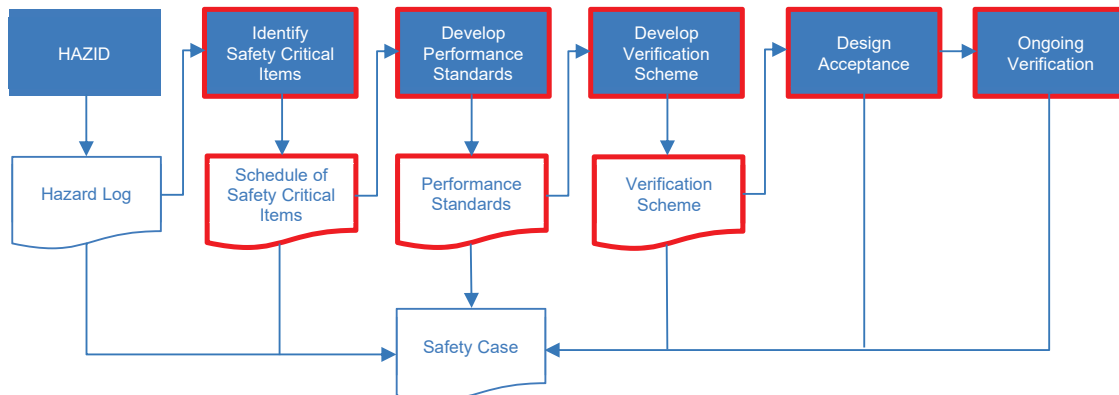 HAZID
Identify
Safety Critical
Items
Develop
Performance
Standards
Develop
Verification
Scheme
Design
Acceptance
Ongoing
Verification
Hazard Log
Schedule of
Safety Critical
Items
Performance
Standards
Verification
Scheme
Safety Case